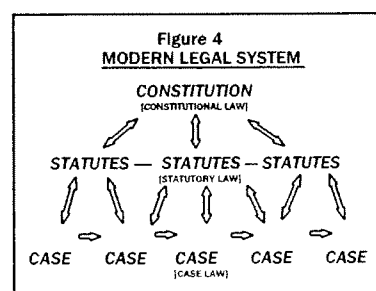 Figure 4
MODERN LEGAL SYSTEM
CONSTITUTION
[CONSTITUTIONAL LAW]
STATUTES — STATUTES — STATUTES
[STATUTORY LAW]
CASE CASE CASE CASE CASE
[CASE LAW]